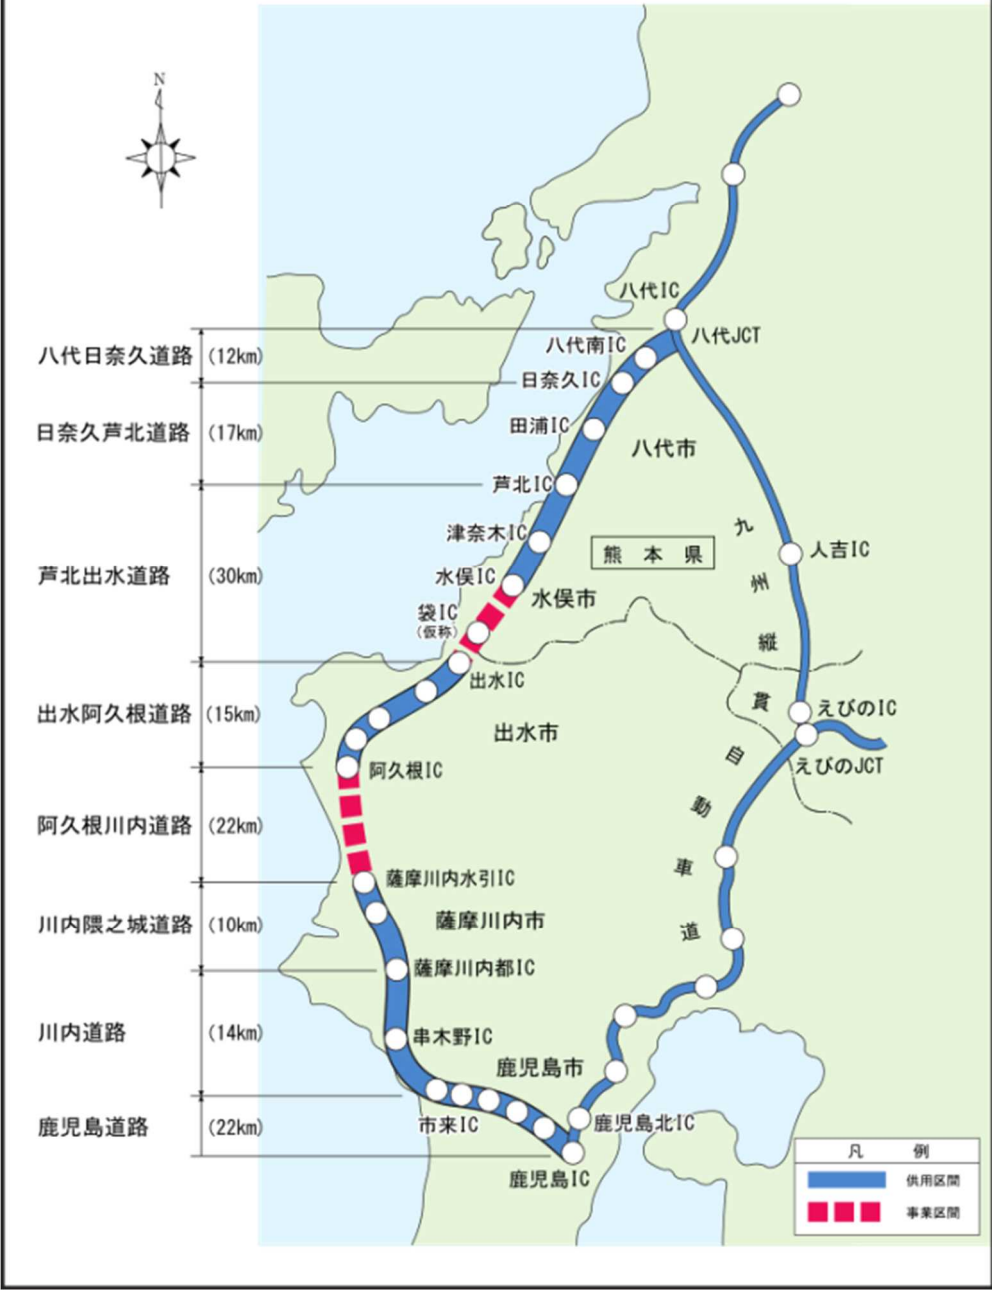 N
八代IC
八代JCT
八代南IC
八代日奈久道路 (12km)
日奈久IC
田浦IC
日奈久芦北道路 (17km)
八代市
芦北IC
津奈木IC
九州縦貫自動車道
熊本県
人吉IC
水俣IC
芦北出水道路 (30km)
水俣市
袋IC
(仮称)
出水IC
出水阿久根道路 (15km)
えびのIC
出水市
えびのJCT
阿久根IC
阿久根川内道路 (22km)
薩摩川内水引IC
薩摩川内市
川内隈之城道路 (10km)
薩摩川内都IC
川内道路 (14km)
串木野IC
鹿児島市
市来IC
鹿児島道路 (22km)
鹿児島北IC
鹿児島IC
凡例
供用区間
事業区間